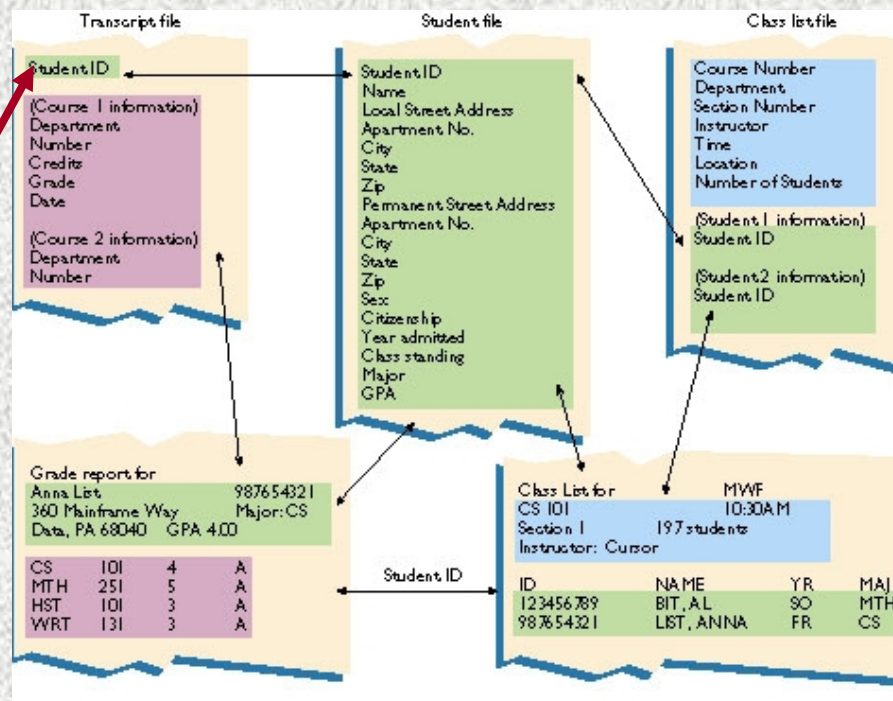 Transcript file
Student ID
(Course 1 information)
Department
Number
Credits
Grade
Date
(Course 2 information)
Department
Number
Student file
Student ID
Name
Local Street Address
Apartment No.
City
State
Zip
Permanent Street Address
Apartment No.
City
State
Zip
Sex
Citizenship
Year admitted
Class standing
Major
GPA
Class list file
Course Number
Department
Section Number
Instructor
Time
Location
Number of Students
(Student 1 information)
Student ID
(Student 2 information)
Student ID
Grade report for
Anna List 987654321
360 Mainframe Way Major: CS
Data, PA 68040 GPA 4.00
CS 101 4 A
MTH 251 5 A
HST 101 3 A
WRT 131 3 A
Student ID
Class List for MWF
CS 101 10:30AM
Section 1 197 students
Instructor: Cursor
ID NAME YR MAJ
123456789 BIT, AL SO MTH
987654321 LIST, ANNA FR CS